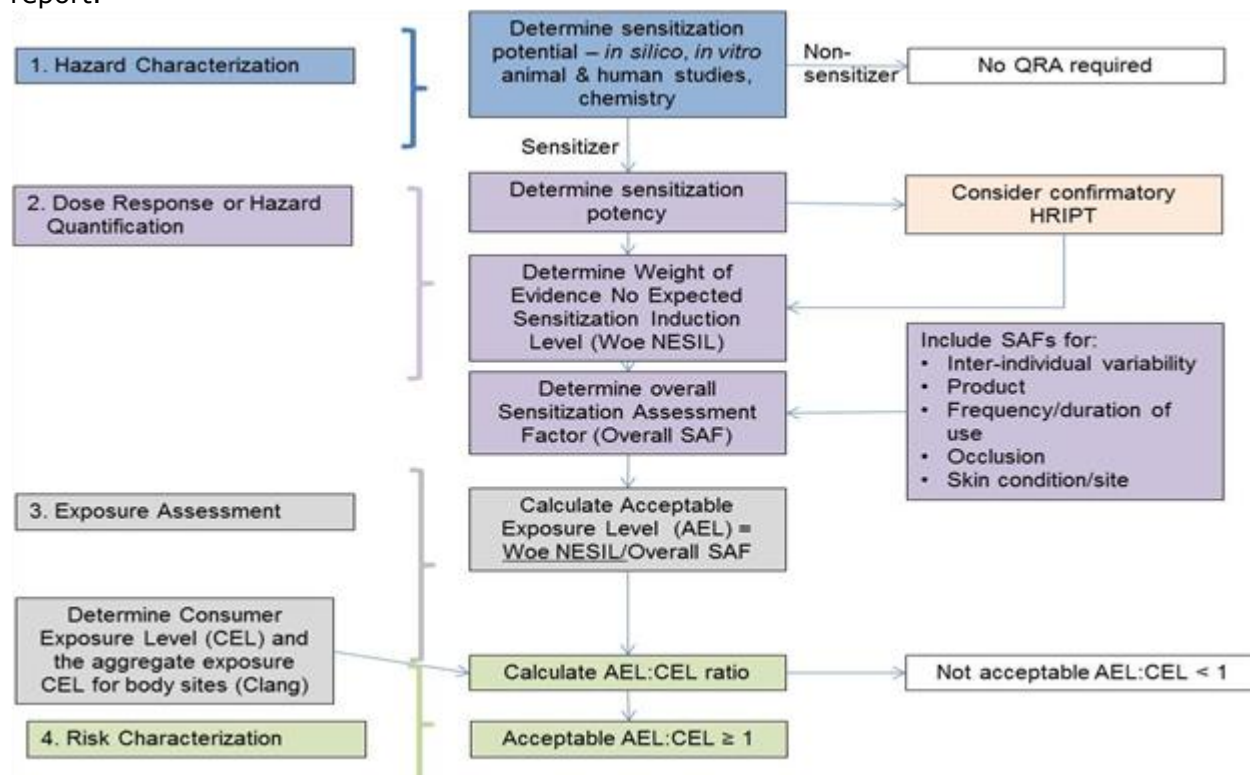 report.
1. Hazard Characterization
Determine sensitization
potential – in silico, in vitro
animal & human studies,
chemistry
Non-
sensitizer
No QRA required
Sensitizer
2. Dose Response or Hazard
Quantification
Determine sensitization
potency
Consider confirmatory
HRIPT
Determine Weight of
Evidence No Expected
Sensitization Induction
Level (Woe NESIL)
Include SAFs for:
• Inter-individual variability
• Product
• Frequency/duration of
use
• Occlusion
• Skin condition/site
Determine overall
Sensitization Assessment
Factor (Overall SAF)
3. Exposure Assessment
Calculate Acceptable
Exposure Level (AEL) =
Woe NESIL/Overall SAF
Determine Consumer
Exposure Level (CEL) and
the aggregate exposure
CEL for body sites (Clang)
Calculate AEL:CEL ratio
Not acceptable AEL:CEL < 1
4. Risk Characterization
Acceptable AEL:CEL ≥ 1